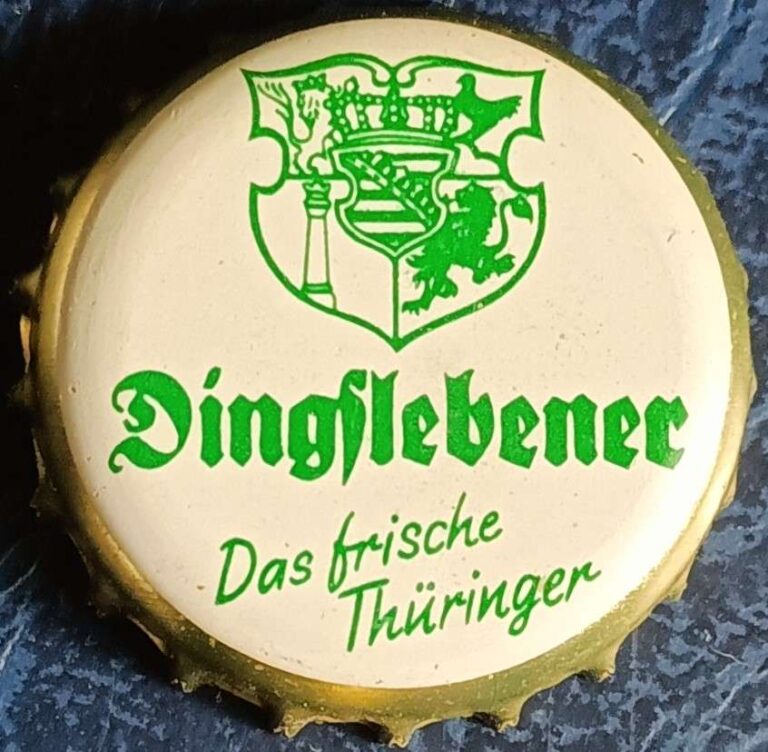 Dingſlebener
Das frische
Thüringer